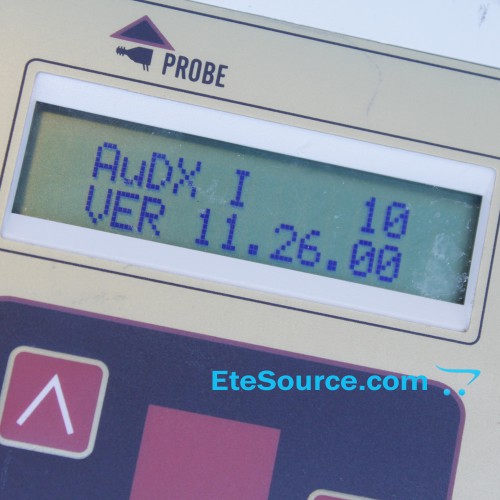 PROBE
AuDX I 10
VER 11.26.00
EteSource.com